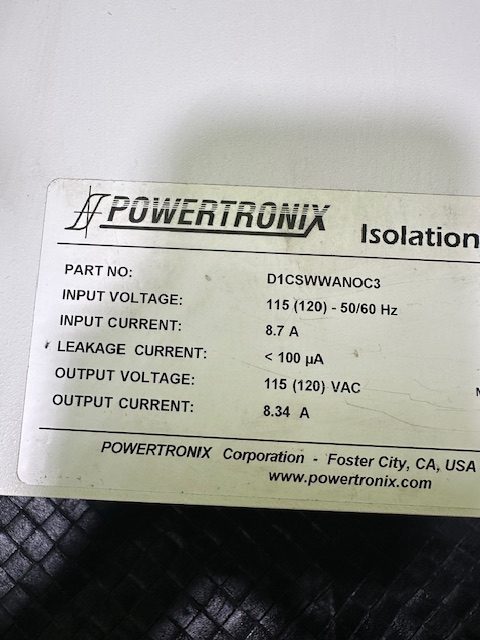 POWERTRONIX Isolation
PART NO: D1CSWWANOC3
INPUT VOLTAGE: 115 (120) - 50/60 Hz
INPUT CURRENT: 8.7 A
LEAKAGE CURRENT: < 100 µA
OUTPUT VOLTAGE: 115 (120) VAC
OUTPUT CURRENT: 8.34 A
POWERTRONIX Corporation - Foster City, CA, USA
www.powertronix.com